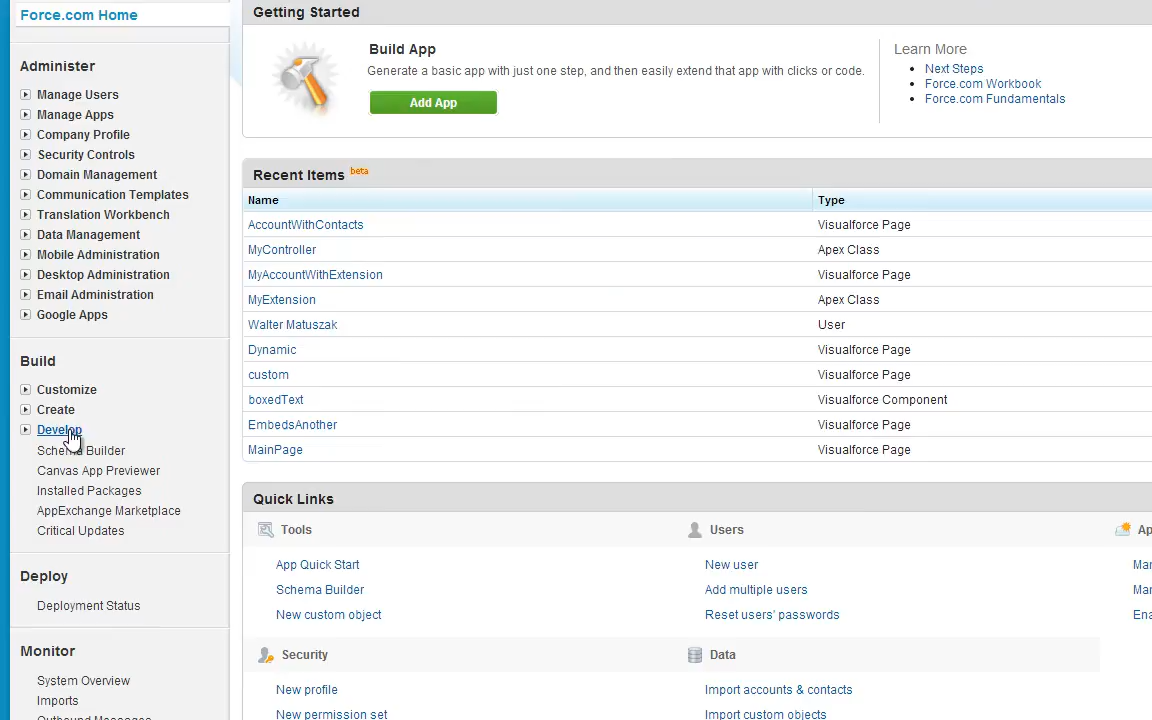 Force.com Home
Administer
Manage Users
Manage Apps
Company Profile
Security Controls
Domain Management
Communication Templates
Translation Workbench
Data Management
Mobile Administration
Desktop Administration
Email Administration
Google Apps
Build
Customize
Create
Develop
Schema Builder
Canvas App Previewer
Installed Packages
AppExchange Marketplace
Critical Updates
Deploy
Deployment Status
Monitor
System Overview
Imports
Outbound Messages
Getting Started
Build App
Generate a basic app with just one step, and then easily extend that app with clicks or code.
Add App
Learn More
Next Steps
Force.com Workbook
Force.com Fundamentals
Recent Items beta
Name Type
AccountWithContacts Visualforce Page
MyController Apex Class
MyAccountWithExtension Visualforce Page
MyExtension Apex Class
Walter Matuszak User
Dynamic Visualforce Page
custom Visualforce Page
boxedText Visualforce Component
EmbedsAnother Visualforce Page
MainPage Visualforce Page
Quick Links
Tools
App Quick Start
Schema Builder
New custom object
Users
New user
Add multiple users
Reset users' passwords
Ap
Mar
Mar
Ena
Security
New profile
New permission set
Data
Import accounts & contacts
Import custom objects